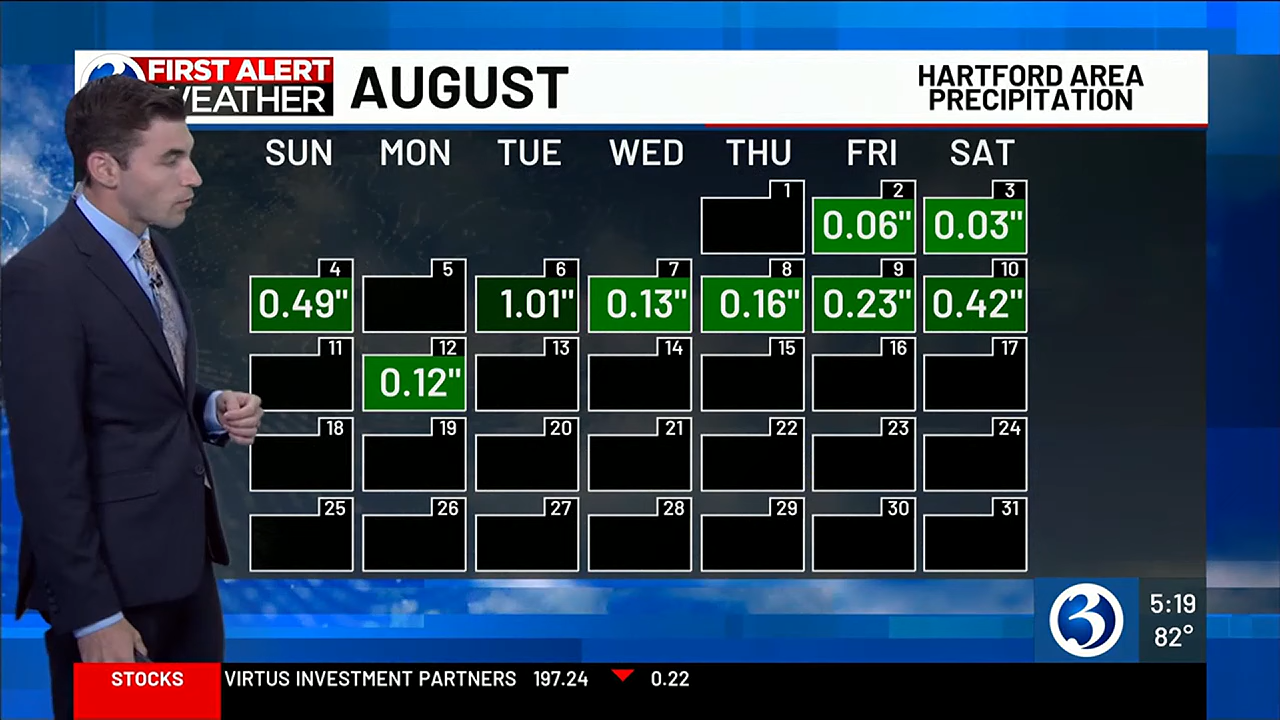 3
FIRST ALERT
WEATHER
AUGUST
HARTFORD AREA
PRECIPITATION
SUN MON TUE WED THU FRI SAT
1 2 3
0.06" 0.03"
4 5 6 7 8 9 10
0.49" 1.01" 0.13" 0.16" 0.23" 0.42"
11 12 13 14 15 16 17
0.12"
18 19 20 21 22 23 24
25 26 27 28 29 30 31
3
5:19
82°
STOCKS VIRTUS INVESTMENT PARTNERS 197.24 0.22